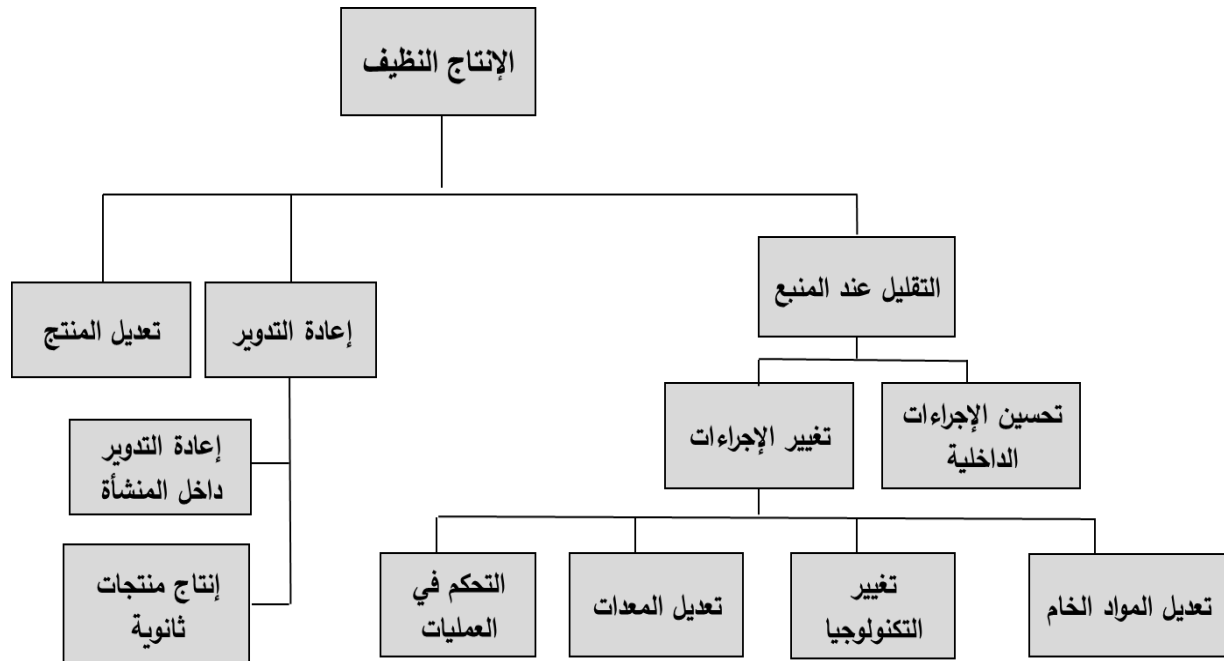 الإنتاج النظيف
التقليل عند المنبع
إعادة التدوير
تعديل المنتج
تحسين الإجراءات
الداخلية
تغيير الإجراءات
إعادة التدوير
داخل المنشأة
تعديل المواد الخام
تغيير
التكنولوجيا
تعديل المعدات
التحكم في
العمليات
إنتاج منتجات
ثانوية